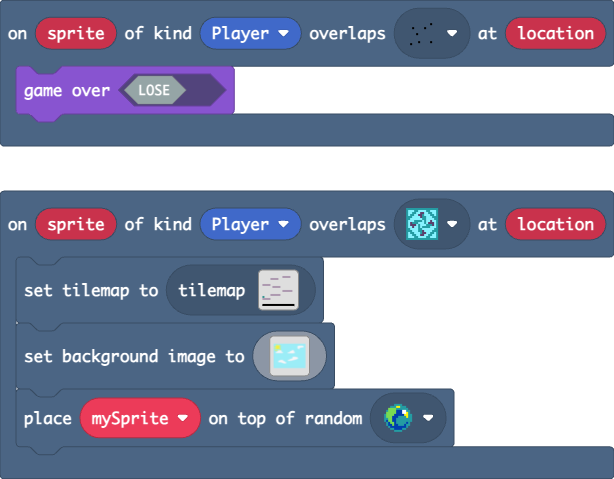 on sprite of kind Player overlaps at location
game over LOSE
on sprite of kind Player overlaps at location
set tilemap to tilemap
set background image to
place mySprite on top of random